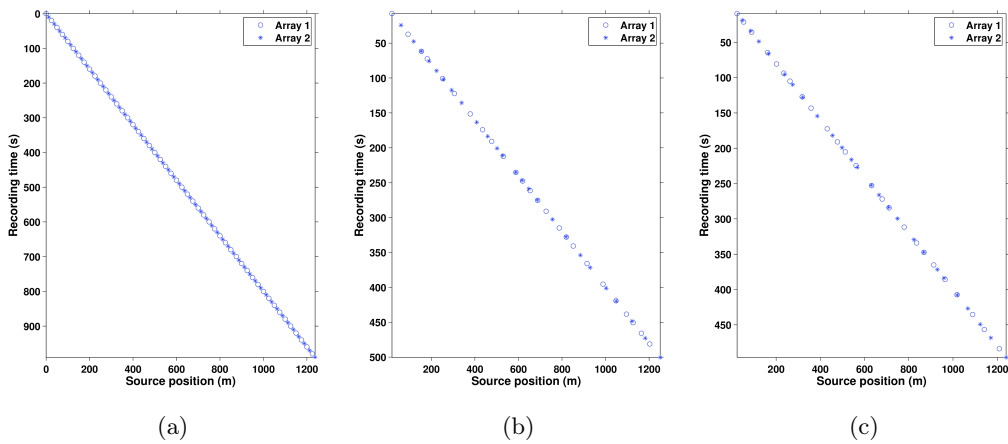 Array 1
Array 2
0
100
200
300
400
500
600
700
800
900
Recording time (s)
0 200 400 600 800 1000 1200
Source position (m)
(a)
Array 1
Array 2
50
100
150
200
250
300
350
400
450
500
Recording time (s)
200 400 600 800 1000 1200
Source position (m)
(b)
Array 1
Array 2
50
100
150
200
250
300
350
400
450
Recording time (s)
200 400 600 800 1000 1200
Source position (m)
(c)